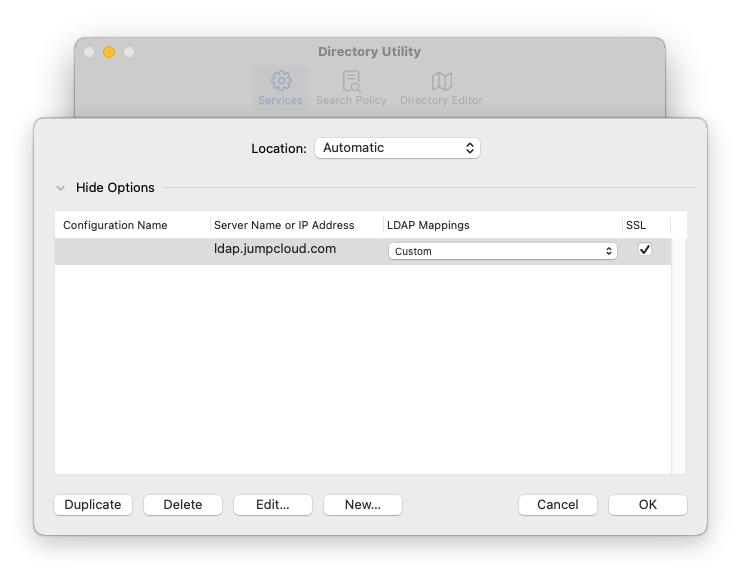 Directory Utility
Services Search Policy Directory Editor
Location: Automatic
Hide Options
Configuration Name Server Name or IP Address LDAP Mappings SSL
ldap.jumpcloud.com Custom
Duplicate Delete Edit... New... Cancel OK